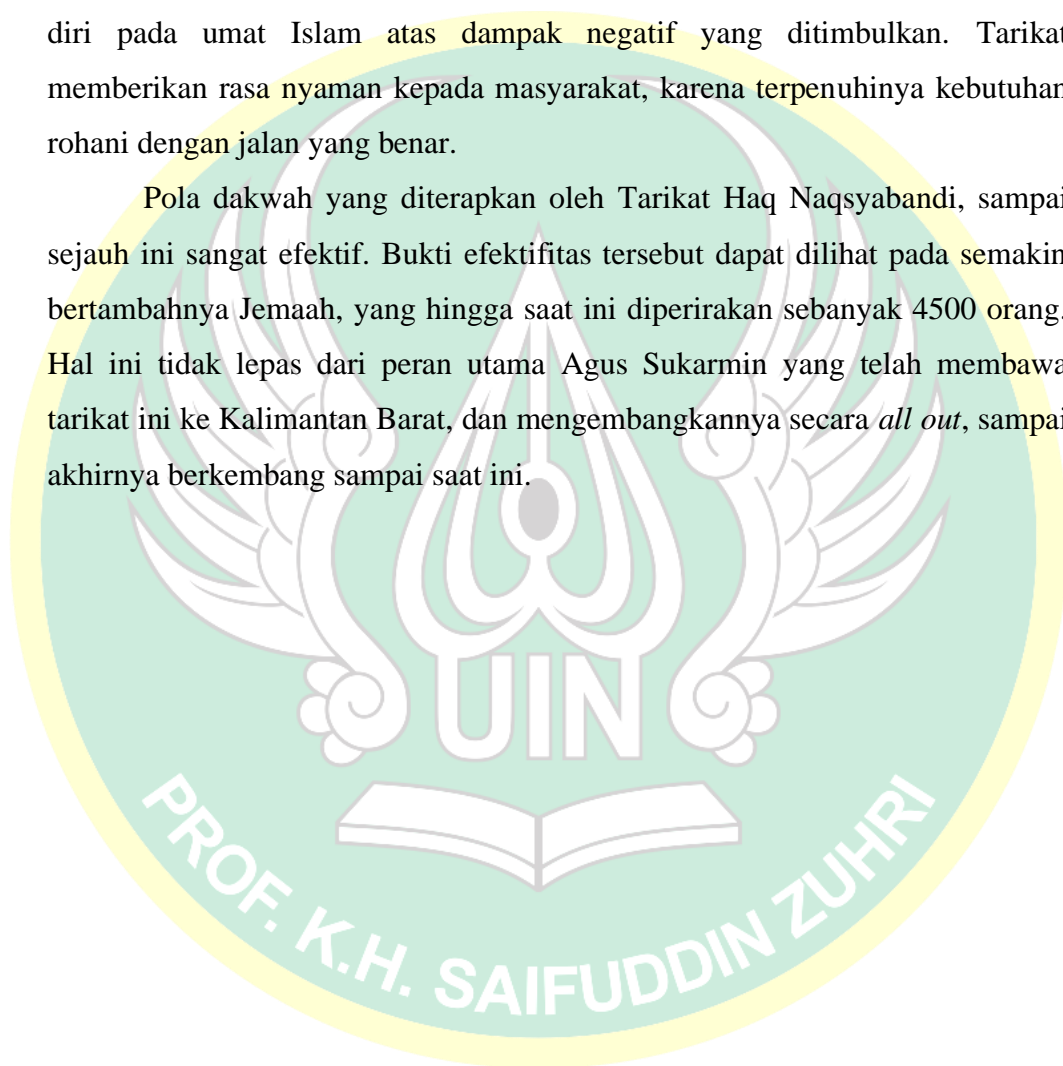 diri pada umat Islam atas dampak negatif yang ditimbulkan. Tarikat
memberikan rasa nyaman kepada masyarakat, karena terpenuhinya kebutuhan
rohani dengan jalan yang benar.
Pola dakwah yang diterapkan oleh Tarikat Haq Naqsyabandi, sampai
sejauh ini sangat efektif. Bukti efektifitas tersebut dapat dilihat pada semakin
bertambahnya Jemaah, yang hingga saat ini diperirakan sebanyak 4500 orang.
Hal ini tidak lepas dari peran utama Agus Sukarmin yang telah membawa
tarikat ini ke Kalimantan Barat, dan mengembangkannya secara all out, sampai
akhirnya berkembang sampai saat ini.
UIN
PROF. K.H. SAIFUDDIN ZUHRI